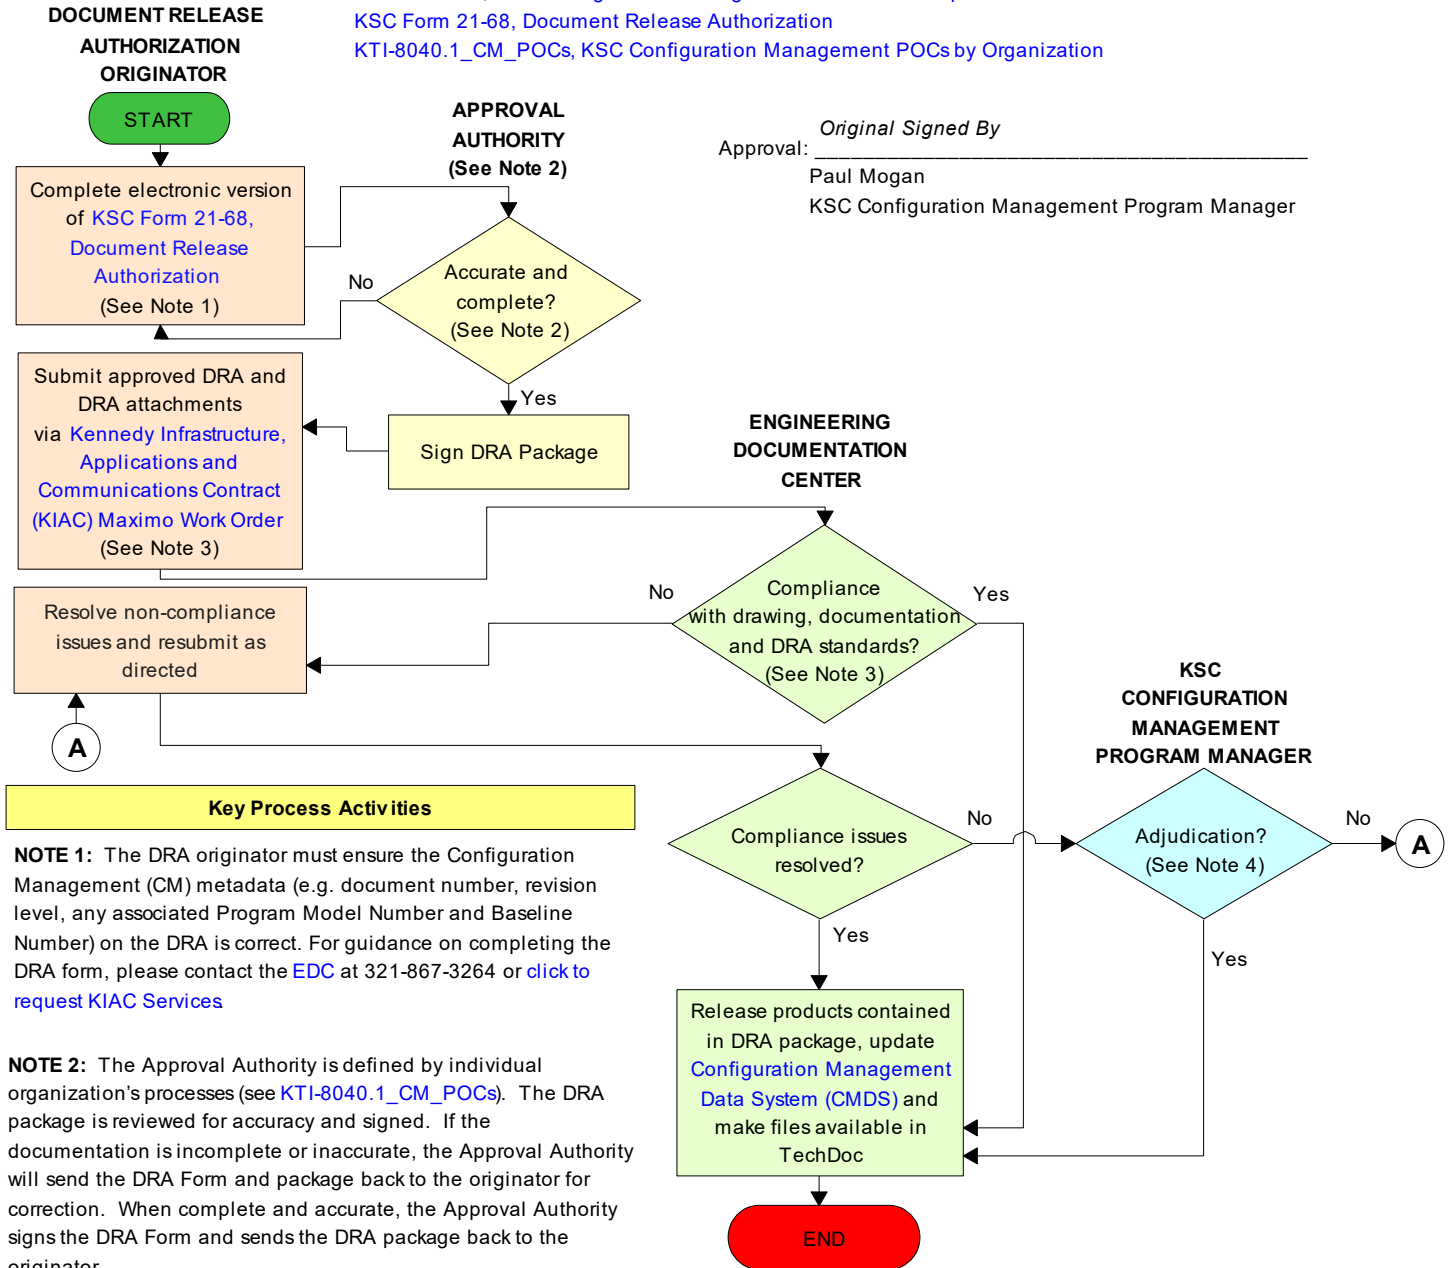 DOCUMENT RELEASE
AUTHORIZATION
ORIGINATOR
KSC Form 21-68, Document Release Authorization
KTI-8040.1_CM_POCs, KSC Configuration Management POCs by Organization
START
APPROVAL
AUTHORITY
(See Note 2)
Original Signed By
Approval: ___________________________________________
Paul Mogan
KSC Configuration Management Program Manager
Complete electronic version
of KSC Form 21-68,
Document Release
Authorization
(See Note 1)
No
Accurate and
complete?
(See Note 2)
Yes
Sign DRA Package
Submit approved DRA and
DRA attachments
via Kennedy Infrastructure,
Applications and
Communications Contract
(KIAC) Maximo Work Order
(See Note 3)
ENGINEERING
DOCUMENTATION
CENTER
No
Compliance
with drawing, documentation
and DRA standards?
(See Note 3)
Yes
Resolve non-compliance
issues and resubmit as
directed
A
KSC
CONFIGURATION
MANAGEMENT
PROGRAM MANAGER
Compliance issues
resolved?
No
Adjudication?
(See Note 4)
No
A
Yes
Yes
Key Process Activities
NOTE 1: The DRA originator must ensure the Configuration
Management (CM) metadata (e.g. document number, revision
level, any associated Program Model Number and Baseline
Number) on the DRA is correct. For guidance on completing the
DRA form, please contact the EDC at 321-867-3264 or click to
request KIAC Services.
Release products contained
in DRA package, update
Configuration Management
Data System (CMDS) and
make files available in
TechDoc
END
NOTE 2: The Approval Authority is defined by individual
organization's processes (see KTI-8040.1_CM_POCs). The DRA
package is reviewed for accuracy and signed. If the
documentation is incomplete or inaccurate, the Approval Authority
will send the DRA Form and package back to the originator for
correction. When complete and accurate, the Approval Authority
signs the DRA Form and sends the DRA package back to the
originator